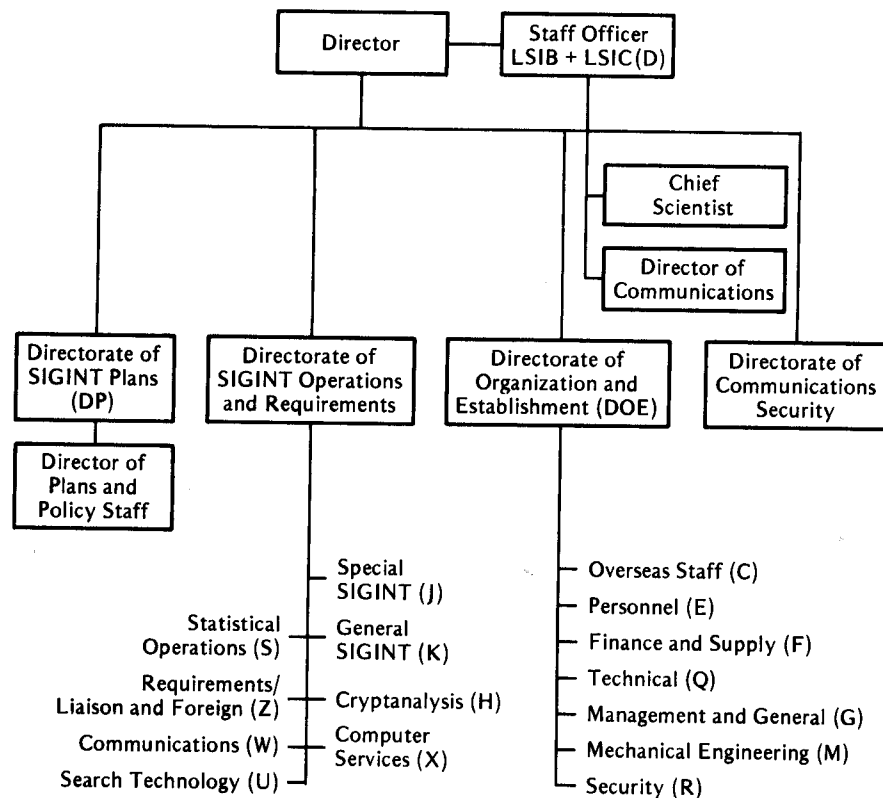 Director
Staff Officer
LSIB + LSIC (D)
Chief
Scientist
Director of
Communications
Directorate of
SIGINT Plans
(DP)
Directorate of
SIGINT Operations
and Requirements
Directorate of
Organization and
Establishment (DOE)
Directorate of
Communications
Security
Director of
Plans and
Policy Staff
Special
SIGINT (J)
Statistical
Operations (S)
General
SIGINT (K)
Requirements/
Liaison and Foreign (Z)
Cryptanalysis (H)
Communications (W)
Computer
Services (X)
Search Technology (U)
Overseas Staff (C)
Personnel (E)
Finance and Supply (F)
Technical (Q)
Management and General (G)
Mechanical Engineering (M)
Security (R)